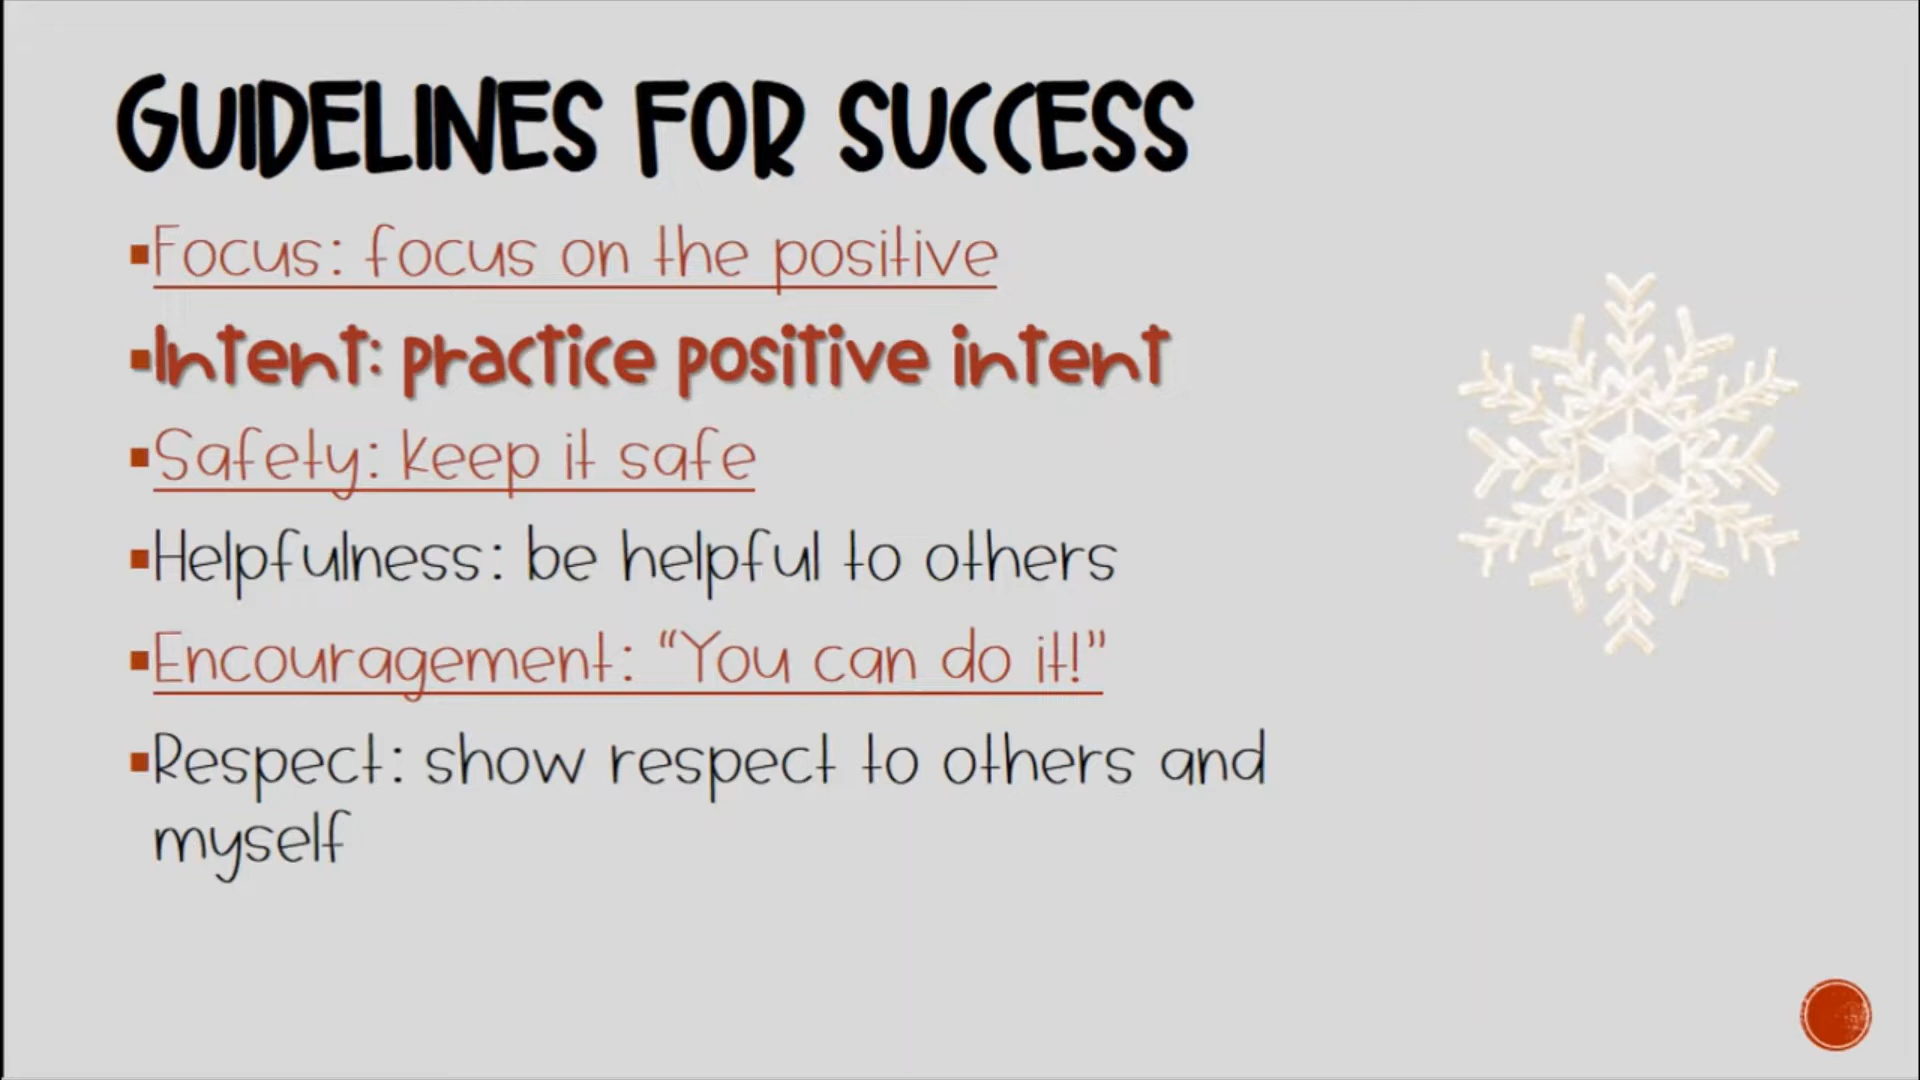 GUIDELINES FOR SUCCESS
▪Focus: focus on the positive
▪Intent: practice positive intent
▪Safety: keep it safe
▪Helpfulness: be helpful to others
▪Encouragement: “You can do it!”
▪Respect: show respect to others and
myself